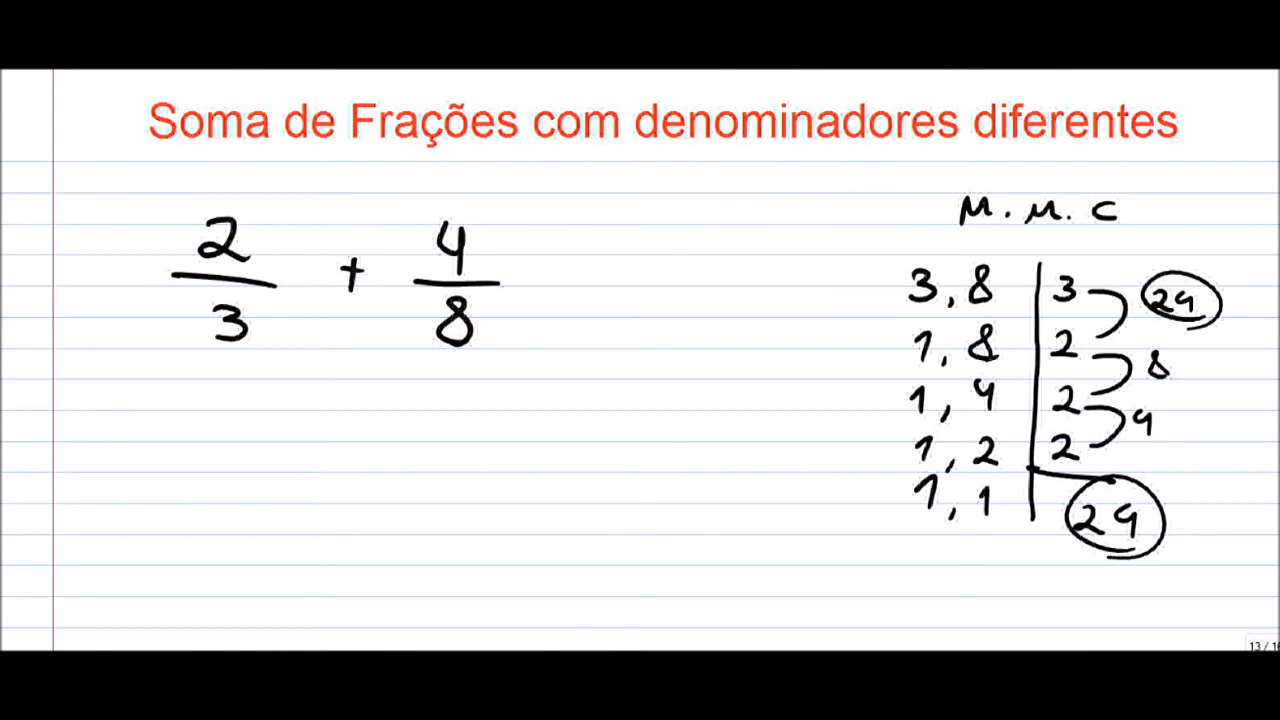 Soma de Frações com denominadores diferentes
2
3
+
4
8
M. M. C
3, 8 | 3 24
1, 8 | 2 8
1, 4 | 2 4
1, 2 | 2
1, 1 | 24
13 /